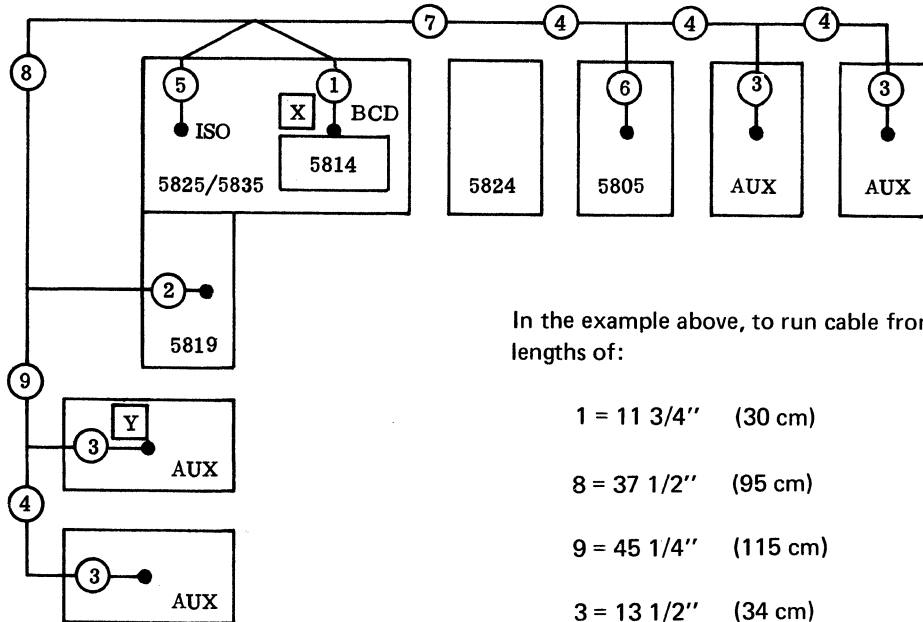 7
4
4
4
8
5
1
6
3
3
X
BCD
ISO
5814
5825/5835
5824
5805
AUX
AUX
2
5819
In the example above, to run cable
lengths of:
9
1 = 11 3/4" (30 cm)
Y
3
AUX
8 = 37 1/2" (95 cm)
4
9 = 45 1/4" (115 cm)
3
AUX
3 = 13 1/2" (34 cm)